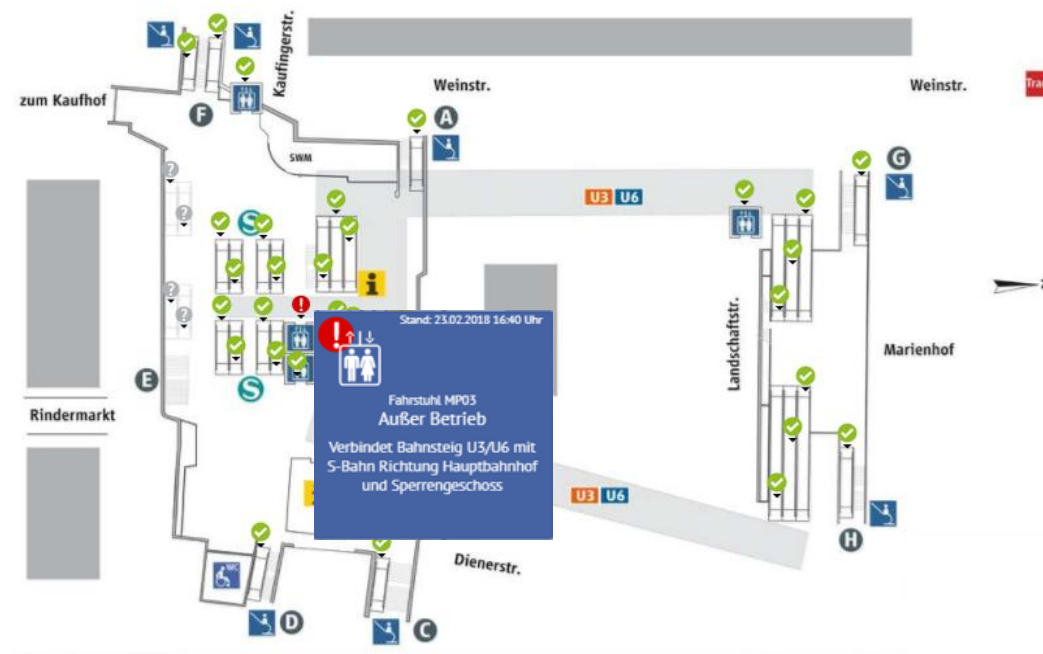 Kaufingerstr.
zum Kaufhof
F
Weinstr.
Weinstr.
A
SWM
G
U3 U6
S
i
Landschaftstr.
Marienhof
E
S
Rindermarkt
Stand: 23.02.2018 16:40 Uhr
Fahrstuhl MP03
Außer Betrieb
Verbindet Bahnsteig U3/U6 mit
S-Bahn Richtung Hauptbahnhof
und Sperrengeschoss
U3 U6
H
Dienerstr.
WC
D
C